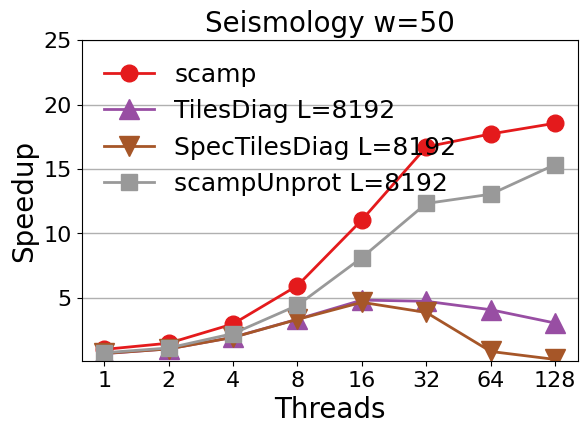 Seismology w=50
25
20
15
10
5
Speedup
scamp
TilesDiag L=8192
SpecTilesDiag L=8192
scampUnprot L=8192
1 2 4 8 16 32 64 128
Threads